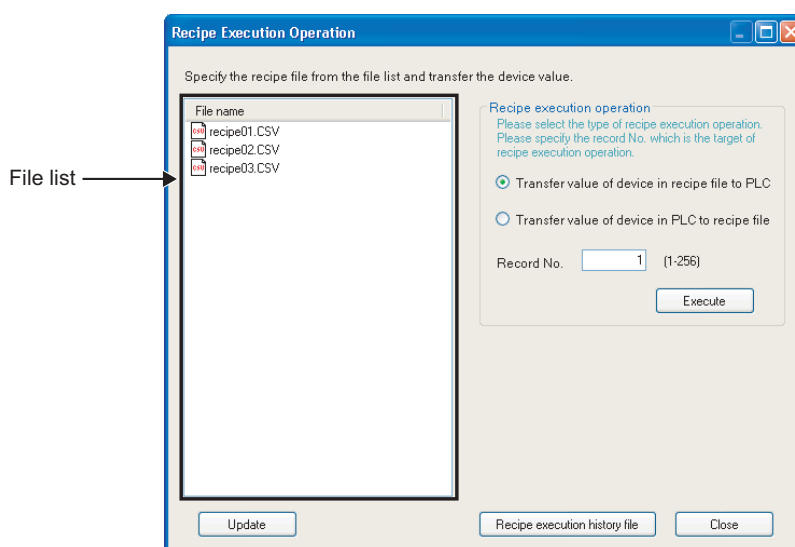 Recipe Execution Operation
Specify the recipe file from the file list and transfer the device value.
File name
recipe01.CSV
recipe02.CSV
recipe03.CSV
File list
Recipe execution operation
Please select the type of recipe execution operation.
Please specify the record No. which is the target of
recipe execution operation.
Transfer value of device in recipe file to PLC
Transfer value of device in PLC to recipe file
Record No. 1 (1-256)
Execute
Update
Recipe execution history file
Close